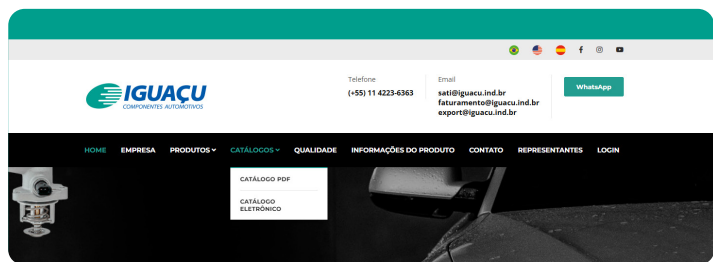 Telefone
(+55) 11 4223-6363
Email
sati@iguacu.ind.br
faturamento@iguacu.ind.br
export@iguacu.ind.br
WhatsApp
IGUAÇU
COMPONENTES AUTOMOTIVOS
HOME EMPRESA PRODUTOS CATÁLOGOS QUALIDADE INFORMAÇÕES DO PRODUTO CONTATO REPRESENTANTES LOGIN
CATÁLOGO PDF
CATÁLOGO
ELETRÔNICO